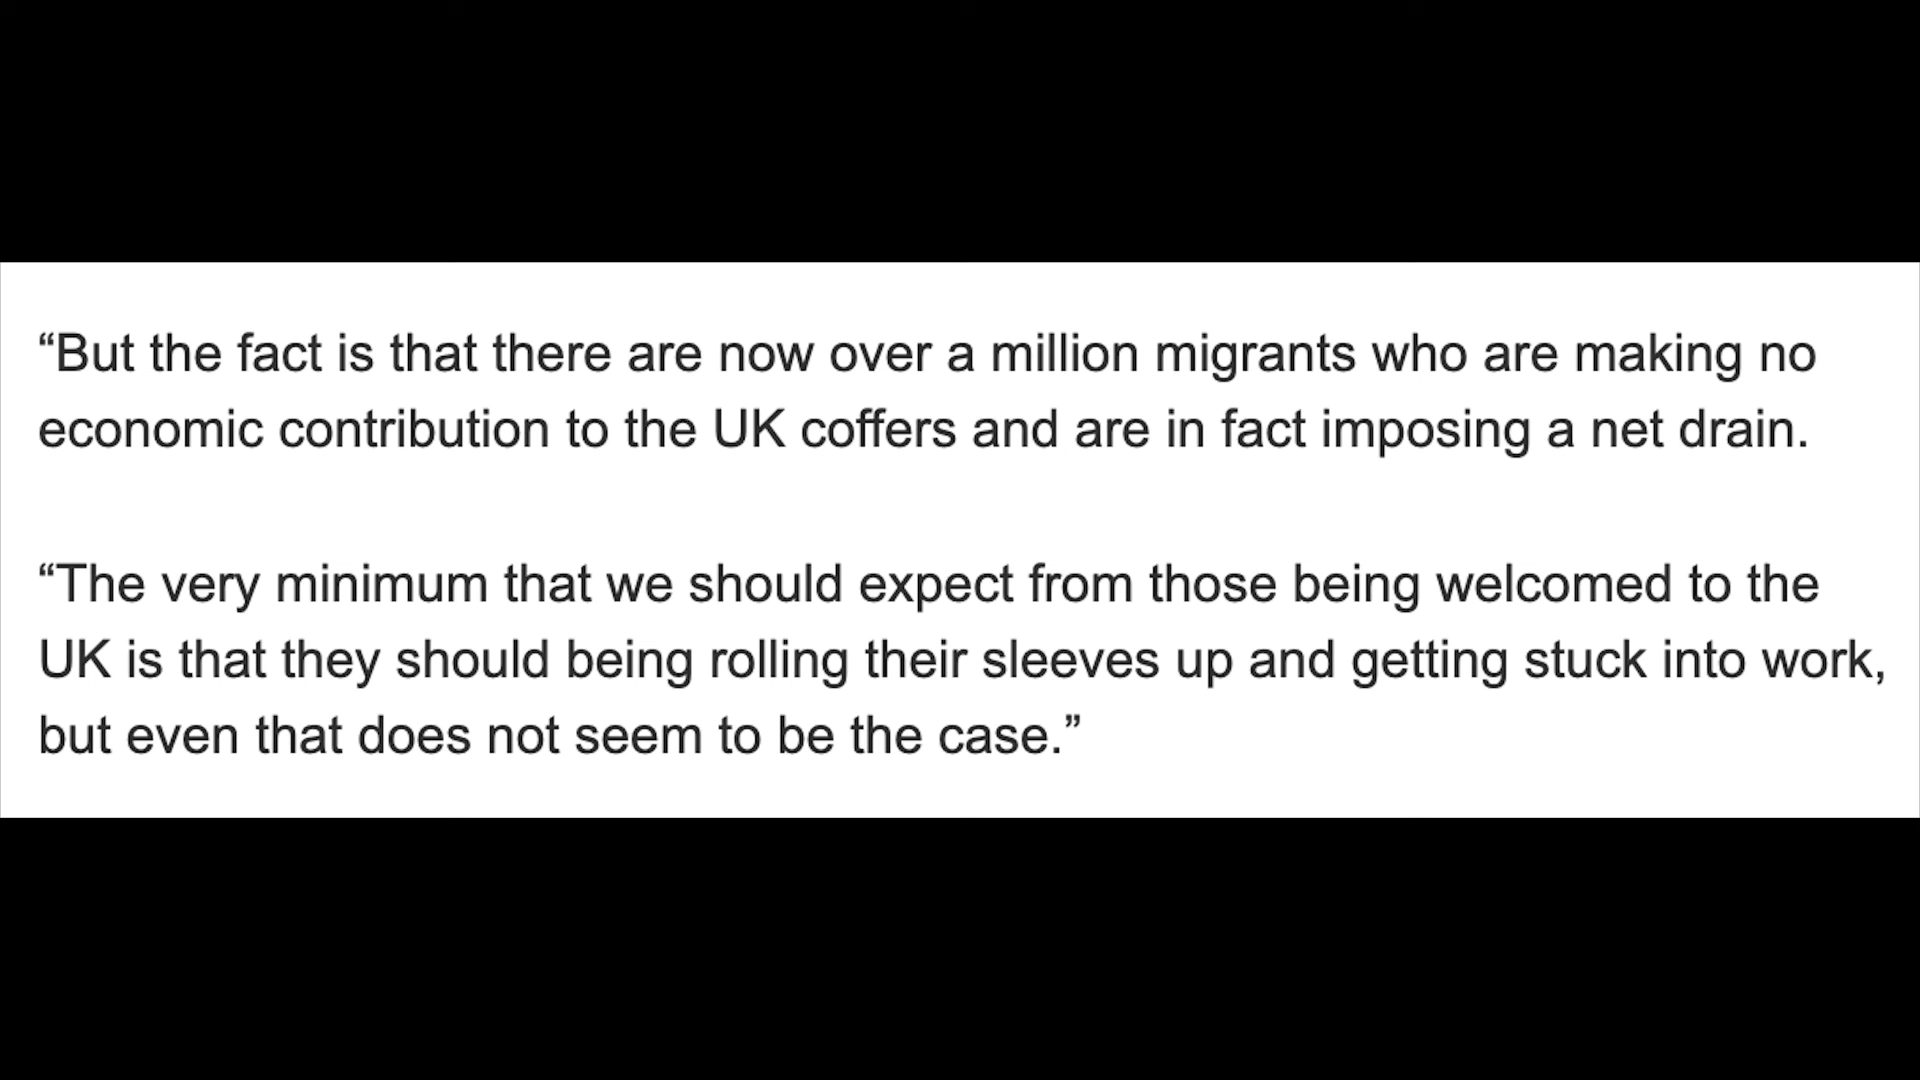 “But the fact is that there are now over a million migrants who are making no
economic contribution to the UK coffers and are in fact imposing a net drain.
“The very minimum that we should expect from those being welcomed to the
UK is that they should being rolling their sleeves up and getting stuck into work,
but even that does not seem to be the case.”